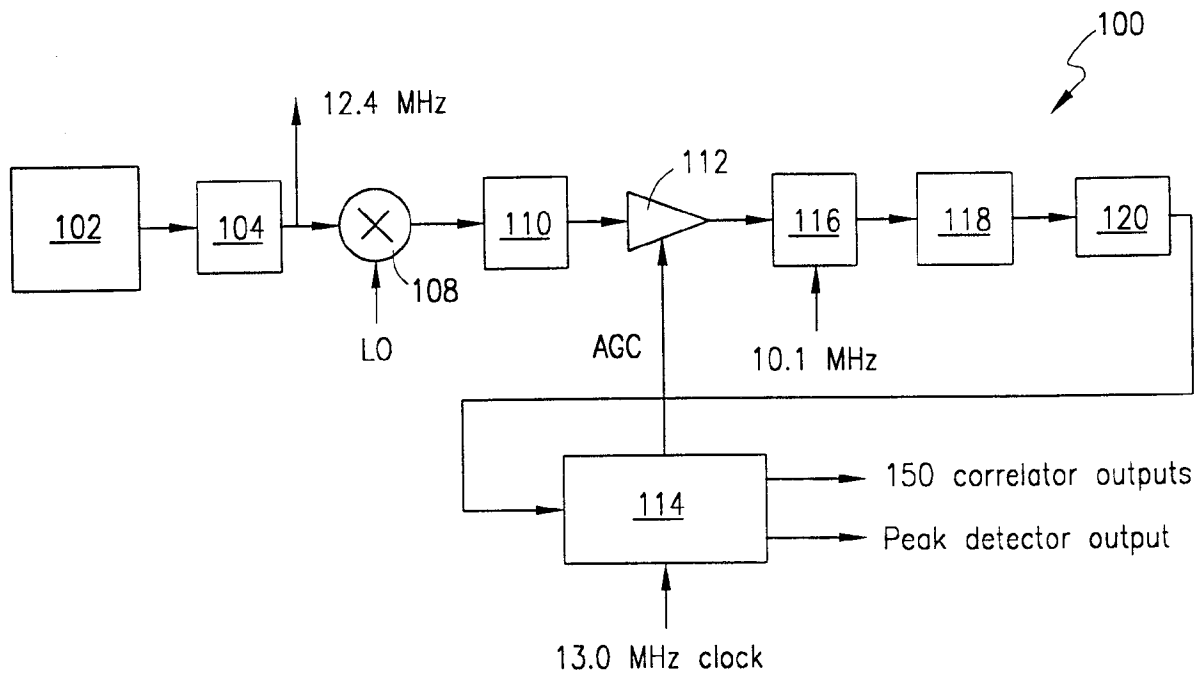 100
12.4 MHz
112
102
104
110
116
118
120
108
LO
AGC
10.1 MHz
150 correlator outputs
114
Peak detector output
13.0 MHz clock